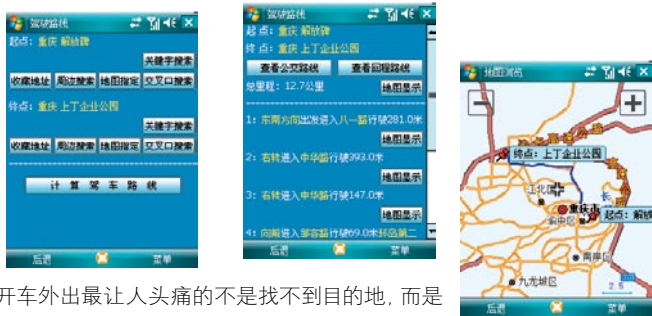 驾驶路线
起点：重庆 解放碑
关键字搜索
收藏地址 周边搜索 地图指定 交叉口搜索
终点：重庆 上丁企业公园
关键字搜索
收藏地址 周边搜索 地图指定 交叉口搜索
计算驾车路线
后退 菜单
驾驶路线
起点：重庆 解放碑
终点：重庆 上丁企业公园
查看公交路线 查看回程路线
总里程：12.7公里 地图显示
1：东南方向出发进入八一路行驶281.0米
地图显示
2：右转进入中华路行驶393.0米
地图显示
3：右转进入中华路行驶147.0米
地图显示
4：向前进入邹容路行驶69.0米环岛第二
后退 菜单
地图浏览
终点：上丁企业公园
江北区
重庆市
渝中区
起点：解放
长
南岸区
九龙坡区
2.5
后退 菜单
开车外出最让人头痛的不是找不到目的地，而是